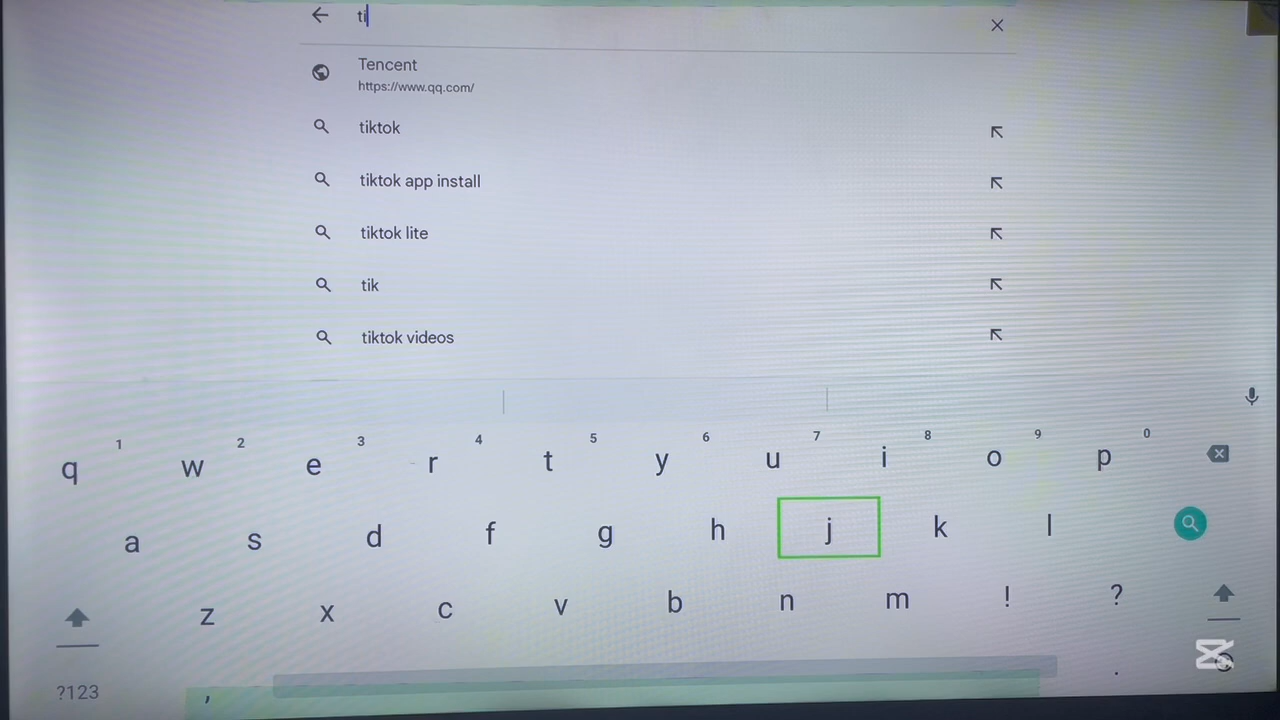 ti
Tencent
https://www.qq.com/
tiktok
tiktok app install
tiktok lite
tik
tiktok videos
1 2 3 4 5 6 7 8 9 0
q w e r t y u i o p
a s d f g h j k l
z x c v b n m ! ?
?123 , .